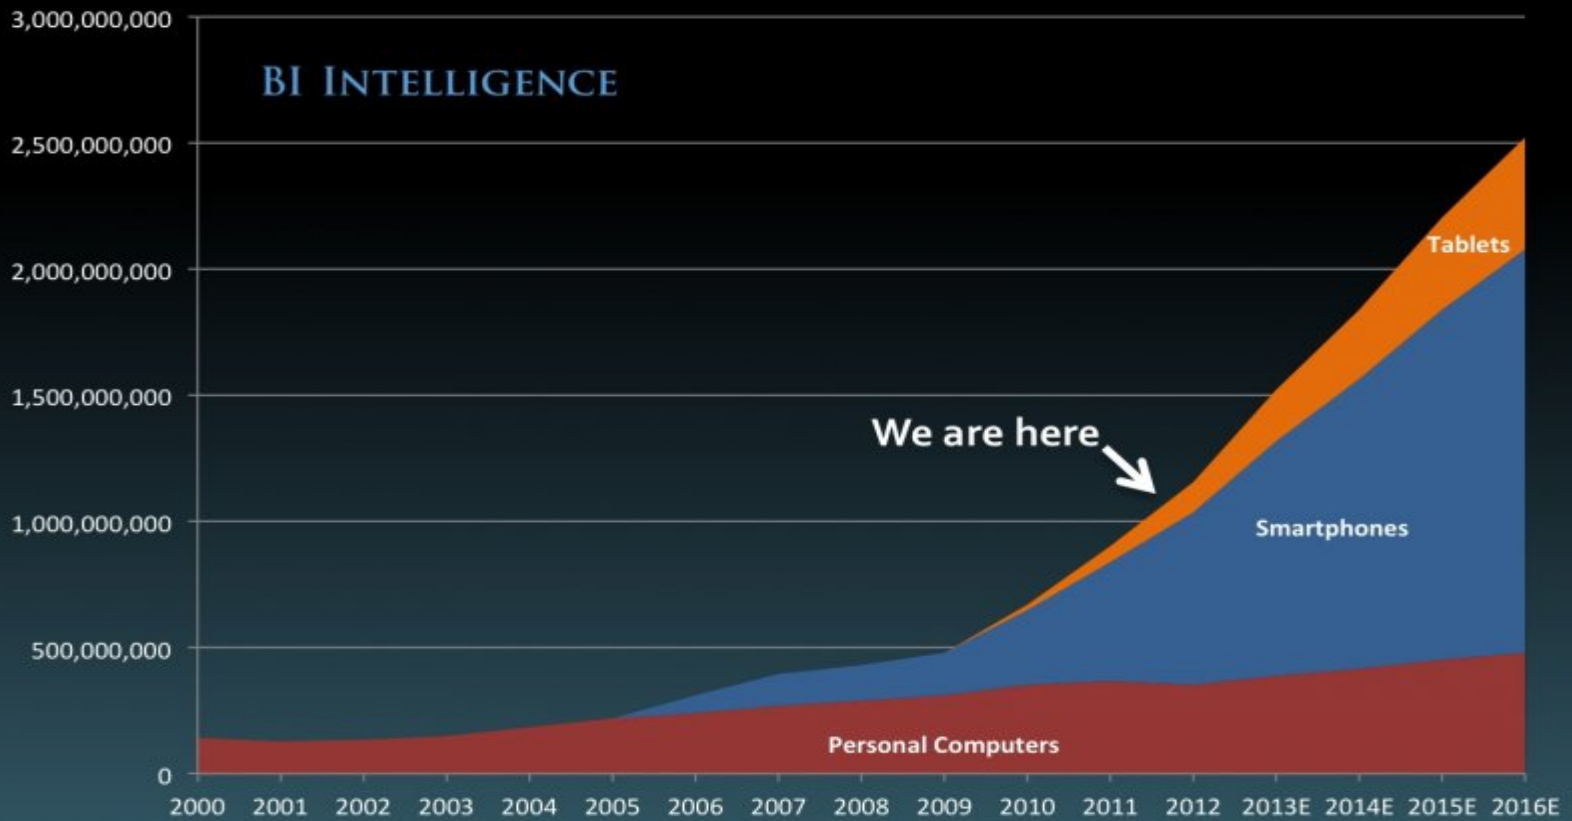 3,000,000,000
BI INTELLIGENCE
2,500,000,000
Tablets
2,000,000,000
1,500,000,000
We are here
1,000,000,000
Smartphones
500,000,000
Personal Computers
0
2000 2001 2002 2003 2004 2005 2006 2007 2008 2009 2010 2011 2012 2013E 2014E 2015E 2016E